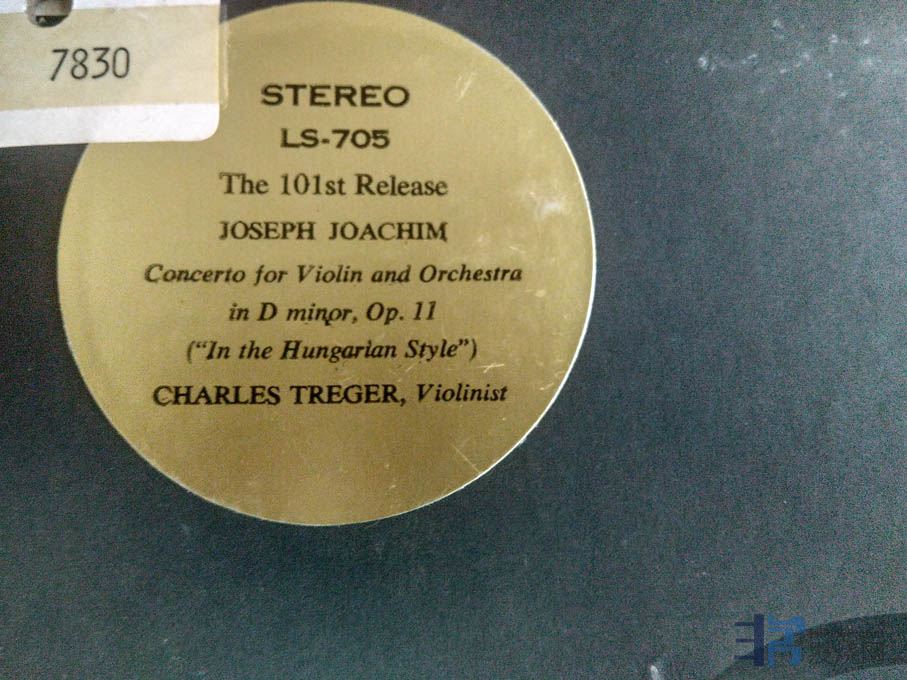 7830
STEREO
LS-705
The 101st Release
JOSEPH JOACHIM
Concerto for Violin and Orchestra
in D minor, Op. 11
("In the Hungarian Style")
CHARLES TREGER, Violinist